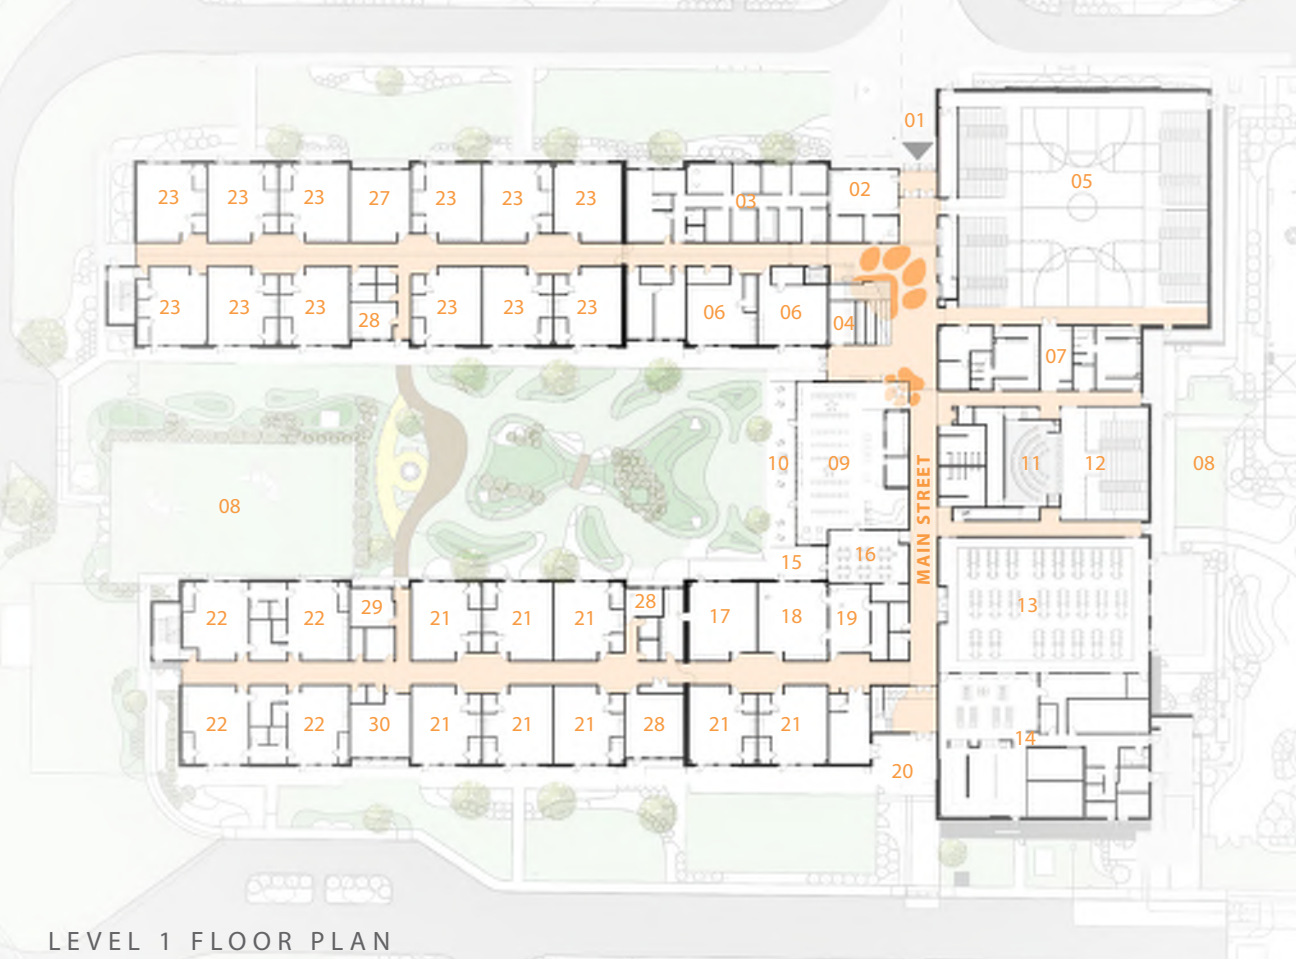 01
05
23 23 23 27 23 23 23 03 02
23 23 23 28 23 23 23 06 06 04
07
10 09 MAIN STREET 11 12 08
08
15 16
22 22 29 21 21 21 28 17 18 19 13
22 22 30 21 21 21 28 21 21 14
20
LEVEL 1 FLOOR PLAN